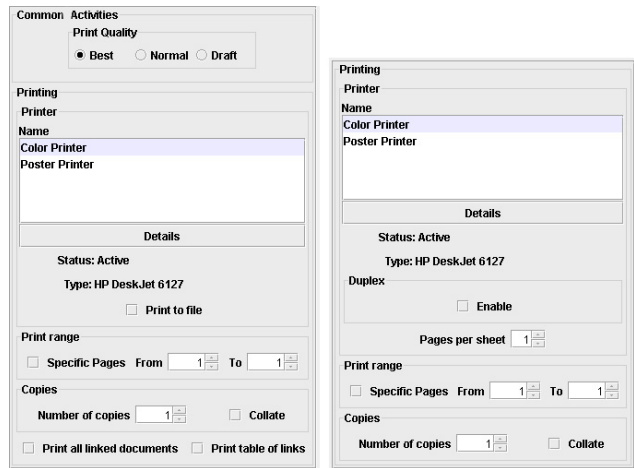 Common Activities
Print Quality
Best Normal Draft
Printing
Printer
Name
Color Printer
Poster Printer
Details
Status: Active
Type: HP DeskJet 6127
Print to file
Print range
Specific Pages From 1 To 1
Copies
Number of copies 1 Collate
Print all linked documents Print table of links
Printing
Printer
Name
Color Printer
Poster Printer
Details
Status: Active
Type: HP DeskJet 6127
Duplex
Enable
Pages per sheet 1
Print range
Specific Pages From 1 To 1
Copies
Number of copies 1 Collate